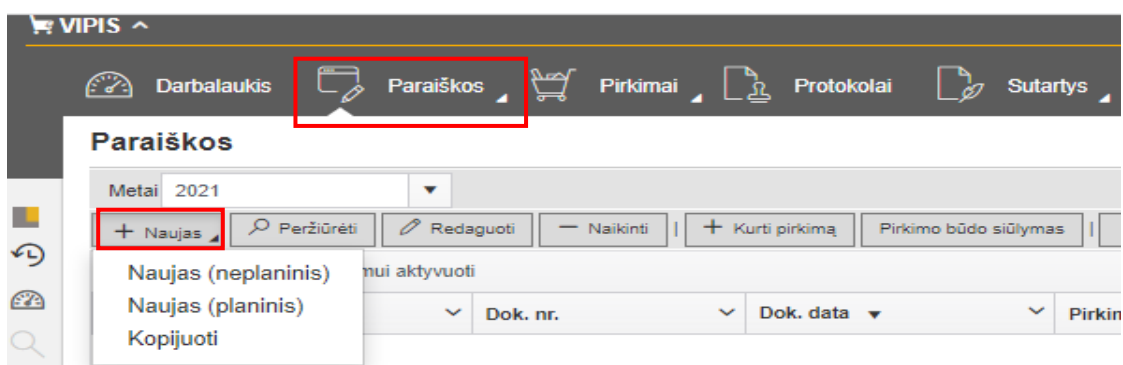 VIPIS
Darbalaukis Paraiškos Pirkimai Protokolai Sutartys
Paraiškos
Metai 2021
+ Naujas Peržiūrėti Redaguoti — Naikinti | + Kurti pirkimą Pirkimo būdo siūlymas |
Naujas (neplaninis) mui aktyvuoti
Naujas (planinis) Dok. nr. Dok. data Pirkim
Kopijuoti